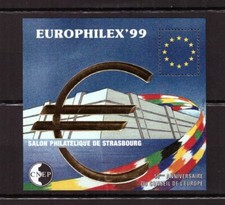 EUROPHILEX'99
SALON PHILATELIQUE DE STRASBOURG
CNEP
ANNIVERSAIRE
DU CONSEIL DE L'EUROPE